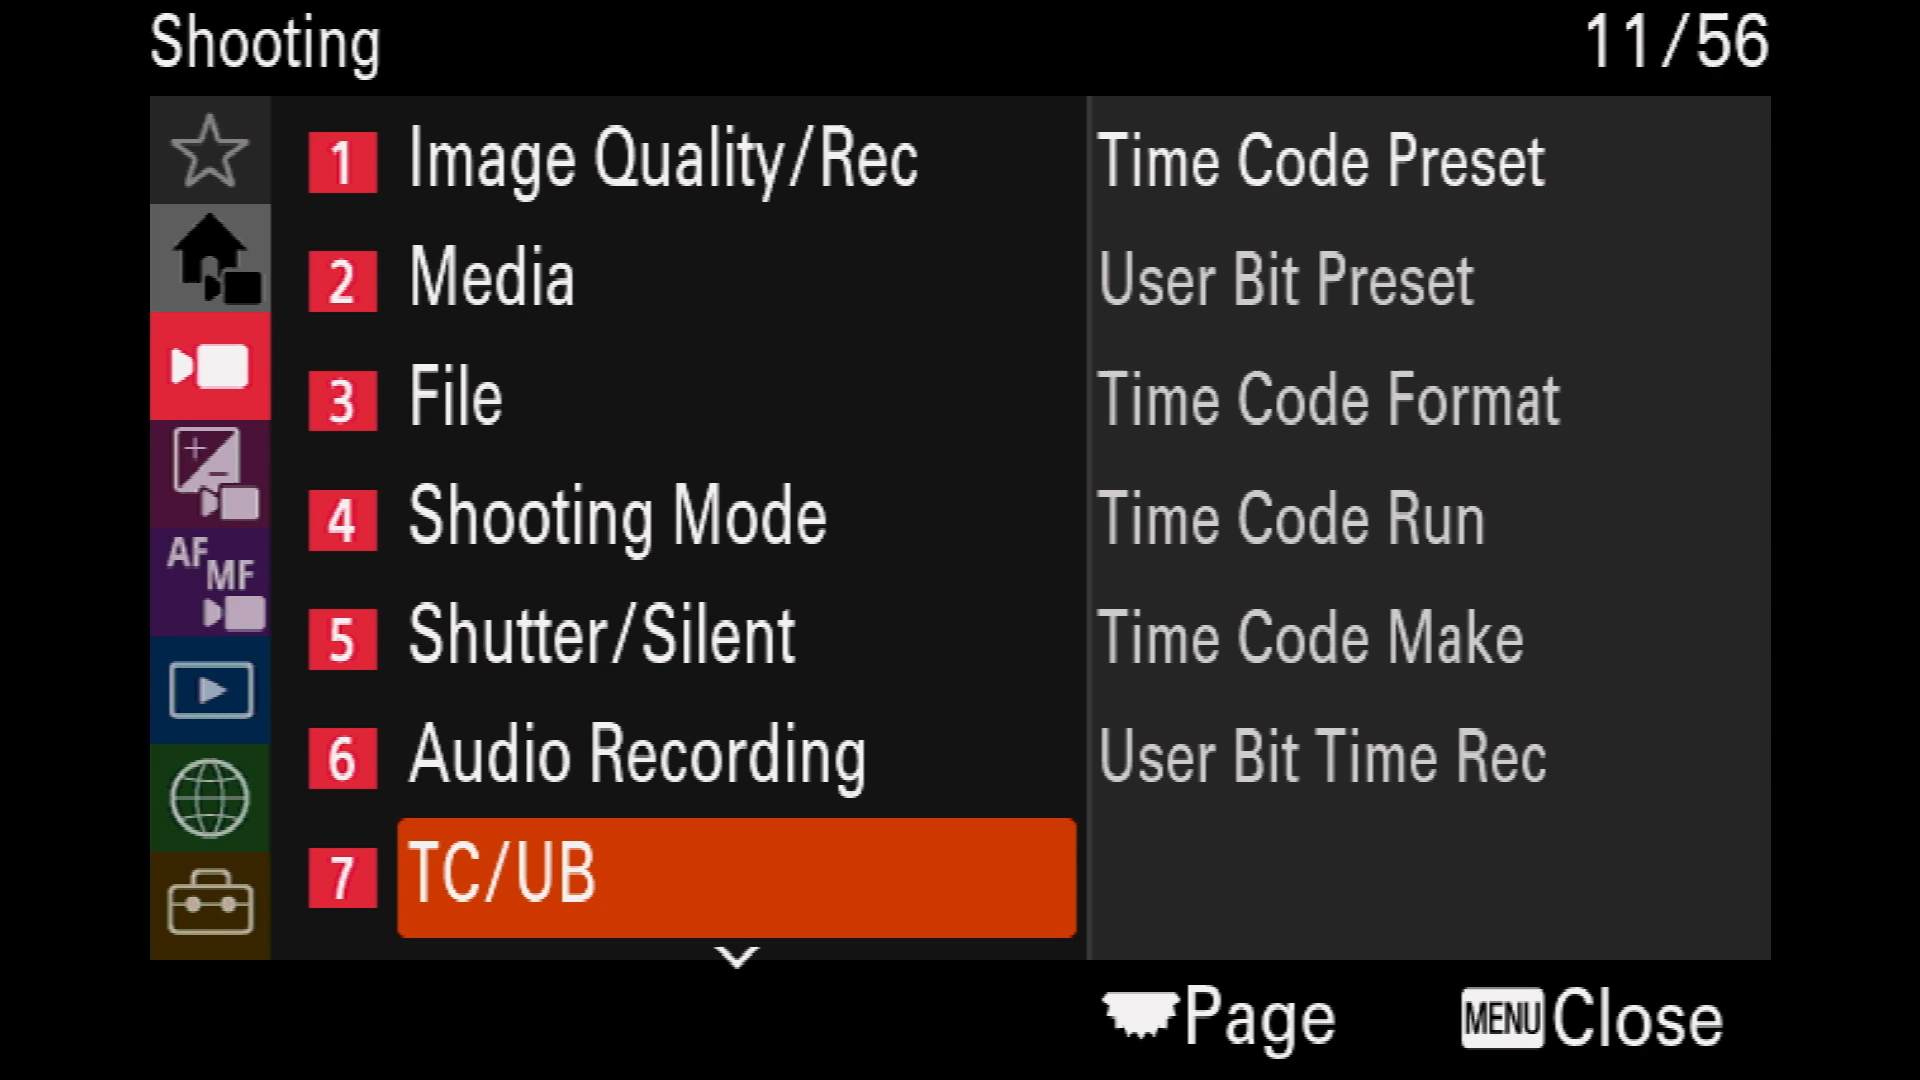 Shooting
11/56
1 Image Quality/Rec
2 Media
3 File
4 Shooting Mode
5 Shutter/Silent
6 Audio Recording
7 TC/UB
Time Code Preset
User Bit Preset
Time Code Format
Time Code Run
Time Code Make
User Bit Time Rec
AF
MF
Page
MENU Close